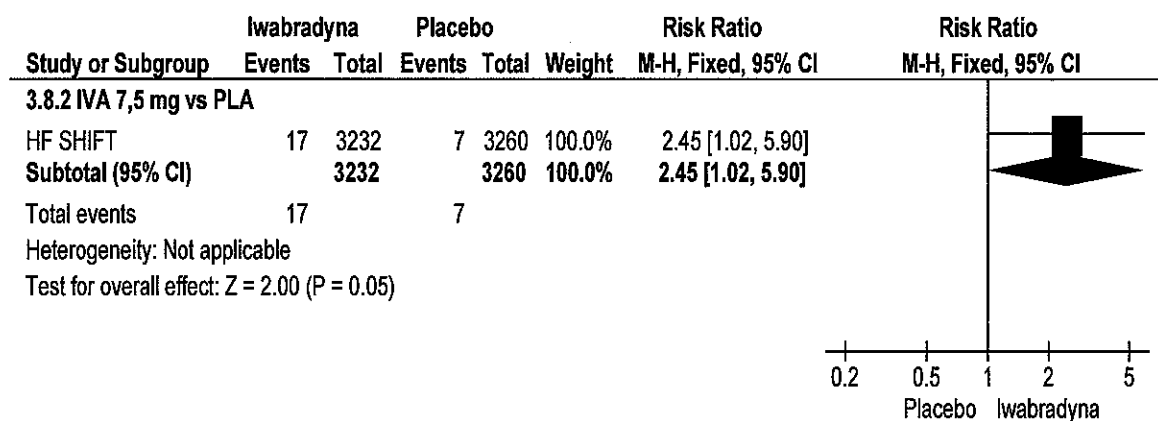 Iwabradyna Placebo Risk Ratio Risk Ratio
Study or Subgroup Events Total Events Total Weight M-H, Fixed, 95% CI M-H, Fixed, 95% CI
3.8.2 IVA 7,5 mg vs PLA
HF SHIFT 17 3232 7 3260 100.0% 2.45 [1.02, 5.90]
Subtotal (95% CI) 3232 3260 100.0% 2.45 [1.02, 5.90]
Total events 17 7
Heterogeneity: Not applicable
Test for overall effect: Z = 2.00 (P = 0.05)
0.2 0.5 1 2 5
Placebo Iwabradyna